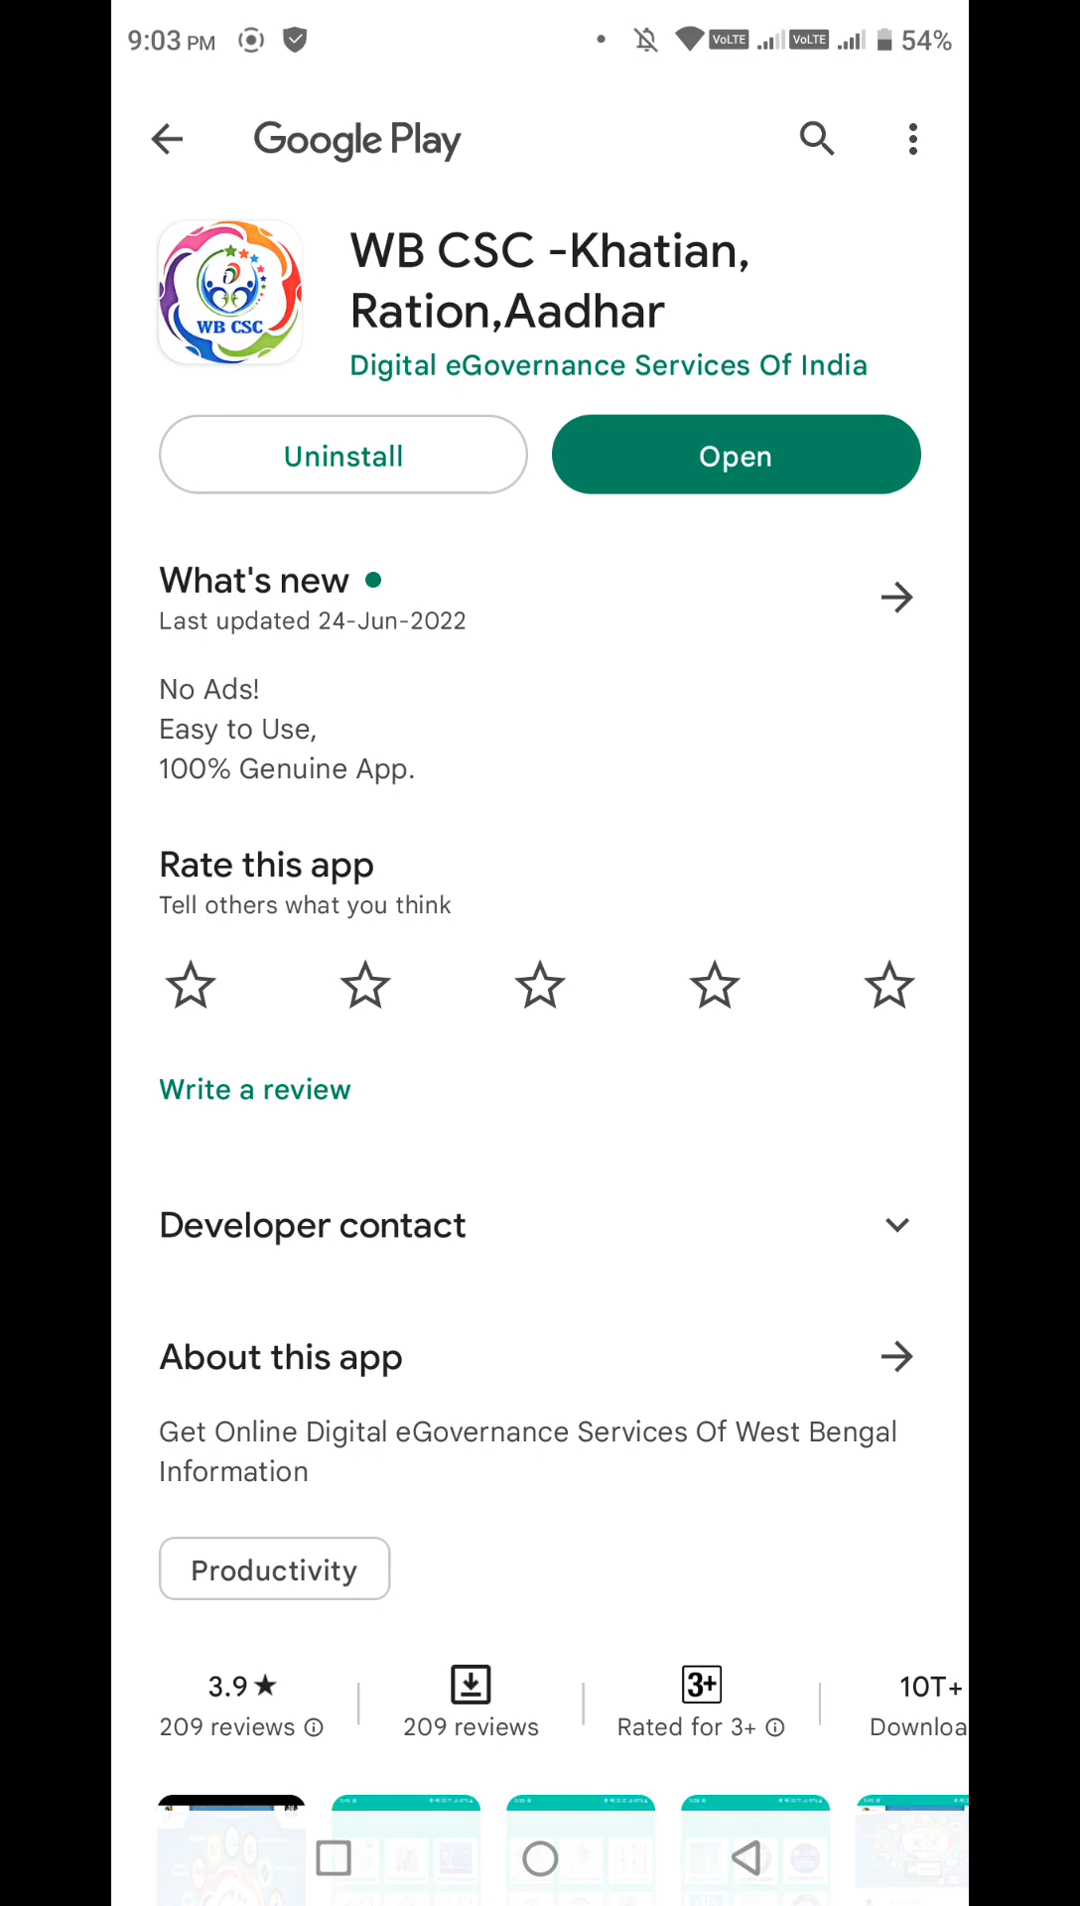 9:03 PM VoLTE VoLTE 54%
Google Play
WB CSC -Khatian,
Ration,Aadhar
WB CSC
Digital eGovernance Services Of India
Uninstall
Open
What's new
Last updated 24-Jun-2022
No Ads!
Easy to Use,
100% Genuine App.
Rate this app
Tell others what you think
Write a review
Developer contact
About this app
Get Online Digital eGovernance Services Of West Bengal
Information
Productivity
3.9★ 3+ 10T+
209 reviews 209 reviews Rated for 3+ Downloa